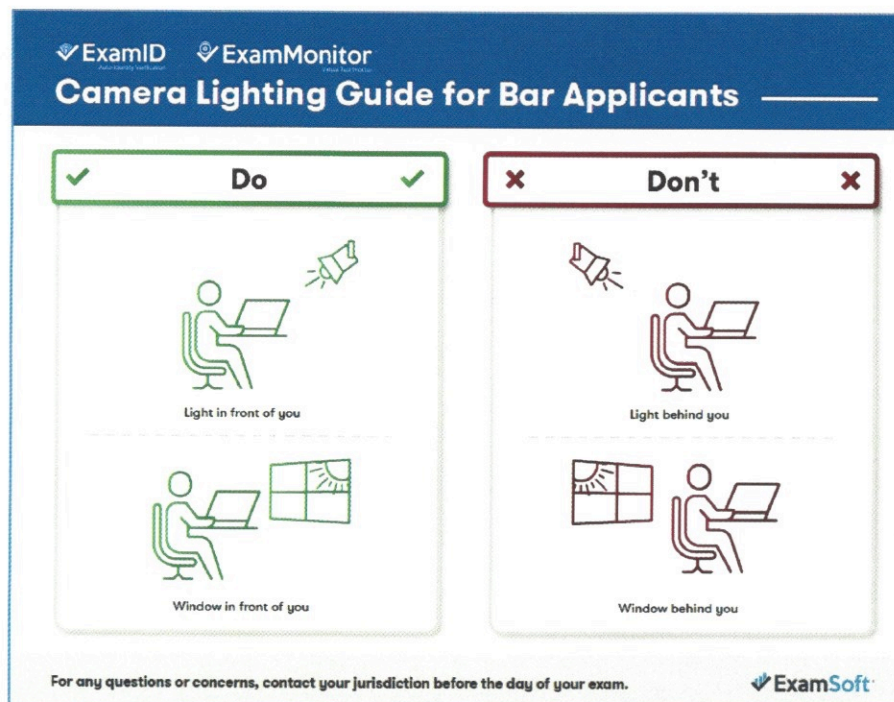 ExamID ExamMonitor
Camera Lighting Guide for Bar Applicants
Do
Light in front of you
Window in front of you
Don't
Light behind you
Window behind you
For any questions or concerns, contact your jurisdiction before the day of your exam.
ExamSoft